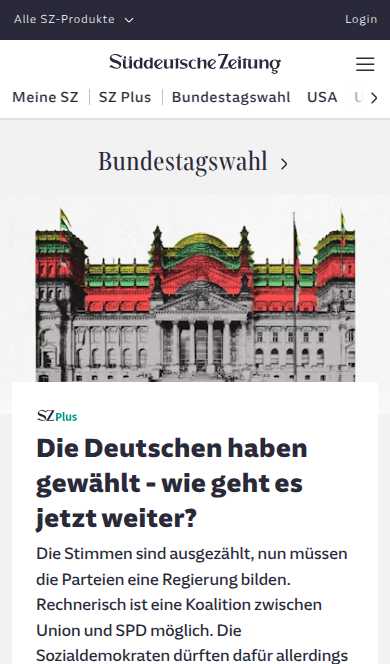 Alle SZ-Produkte
Login
Süddeutsche Zeitung
Meine SZ
SZ Plus
Bundestagswahl
USA
Bundestagswahl
SZ Plus
Die Deutschen haben
gewählt - wie geht es
jetzt weiter?
Die Stimmen sind ausgezählt, nun müssen
die Parteien eine Regierung bilden.
Rechnerisch ist eine Koalition zwischen
Union und SPD möglich. Die
Sozialdemokraten dürften dafür allerdings